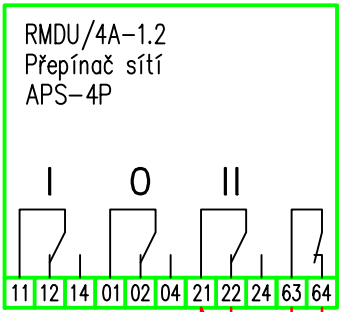 RMDU/4A-1.2
Přepínač sítí
APS-4P
I O II
11 12 14 01 02 04 21 22 24 63 64